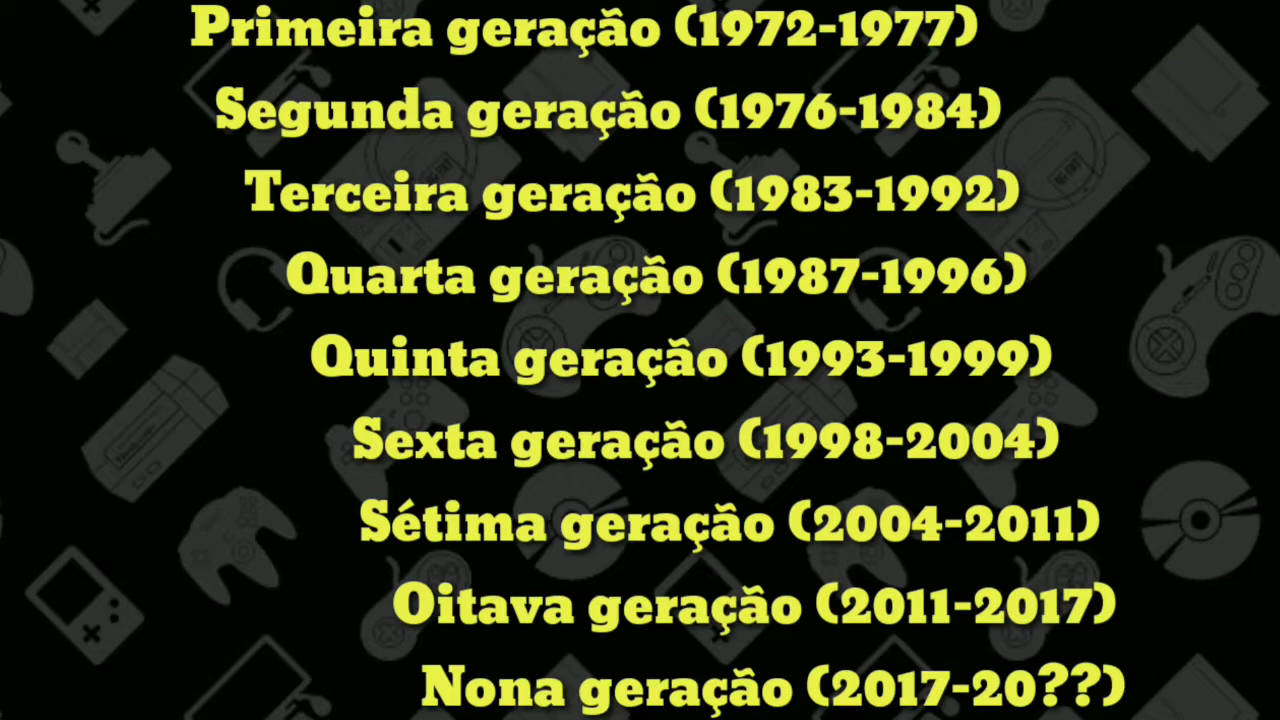 Primeira geração (1972-1977)
Segunda geração (1976-1984)
Terceira geração (1983-1992)
Quarta geração (1987-1996)
Quinta geração (1993-1999)
Sexta geração (1998-2004)
Sétima geração (2004-2011)
Oitava geração (2011-2017)
Nona geração (2017-20??)